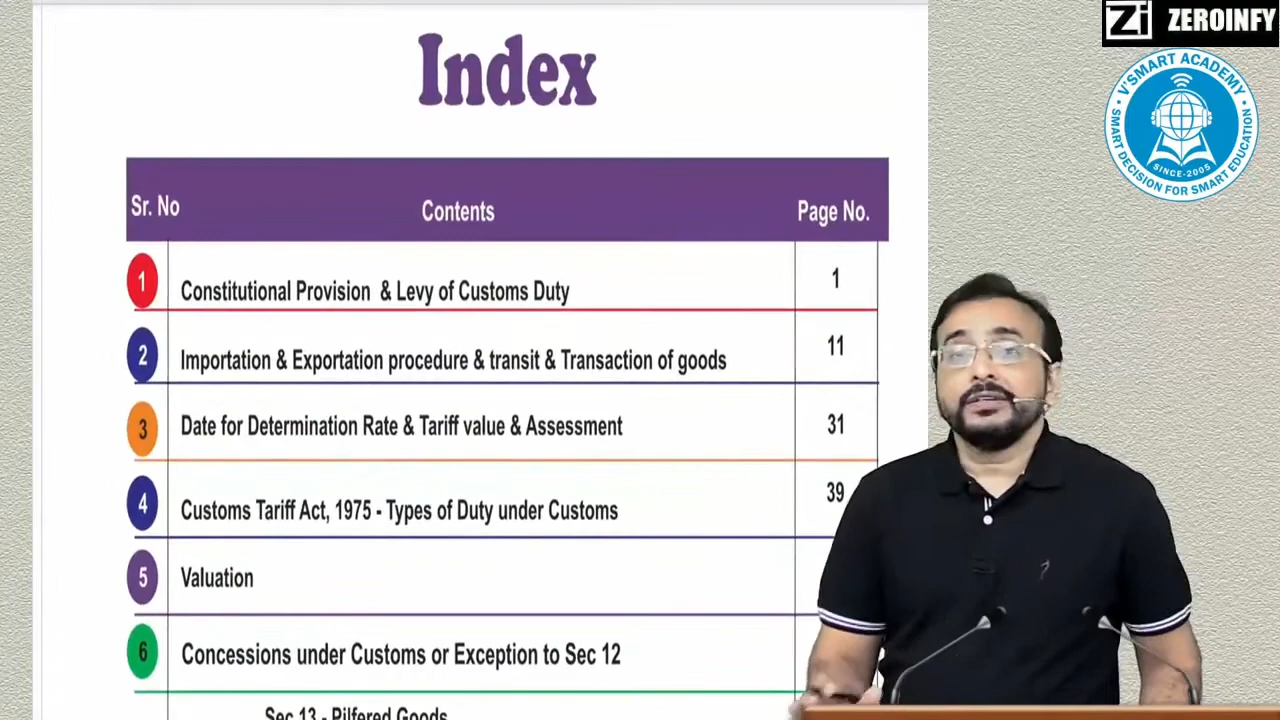 Zi ZEROINFY
V'SMART ACADEMY
SMART DECISION FOR SMART EDUCATION
SINCE-2005
Index
Sr. No Contents Page No.
1 Constitutional Provision & Levy of Customs Duty 1
2 Importation & Exportation procedure & transit & Transaction of goods 11
3 Date for Determination Rate & Tariff value & Assessment 31
4 Customs Tariff Act, 1975 - Types of Duty under Customs 39
5 Valuation
6 Concessions under Customs or Exception to Sec 12
Sec 13 - Pilfered Goods